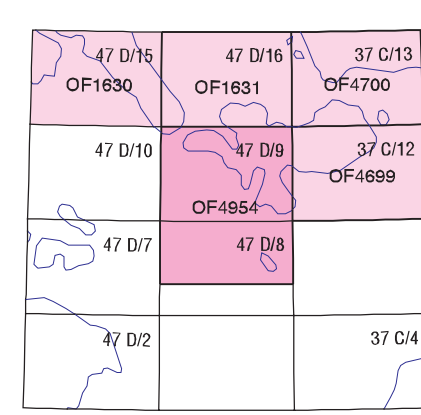 47 D/15 47 D/16 37 C/13
OF1630 OF1631 OF4700
47 D/10 47 D/9 37 C/12
OF4699
OF4954
47 D/7 47 D/8
47 D/2 37 C/4